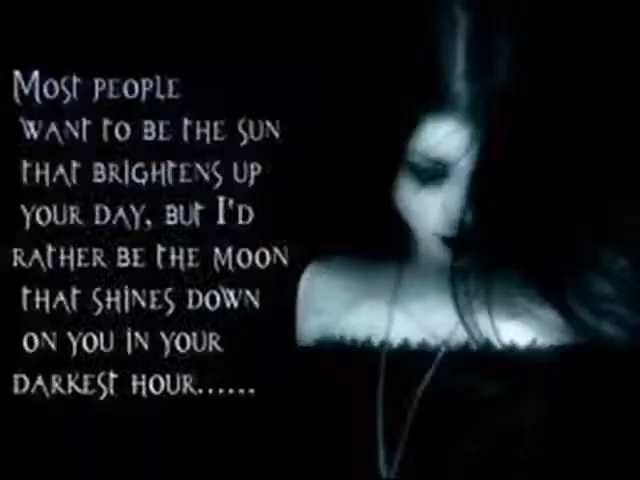 Most people
want to be the sun
that brightens up
your day, but I'd
rather be the moon
that shines down
on you in your
darkest hour......